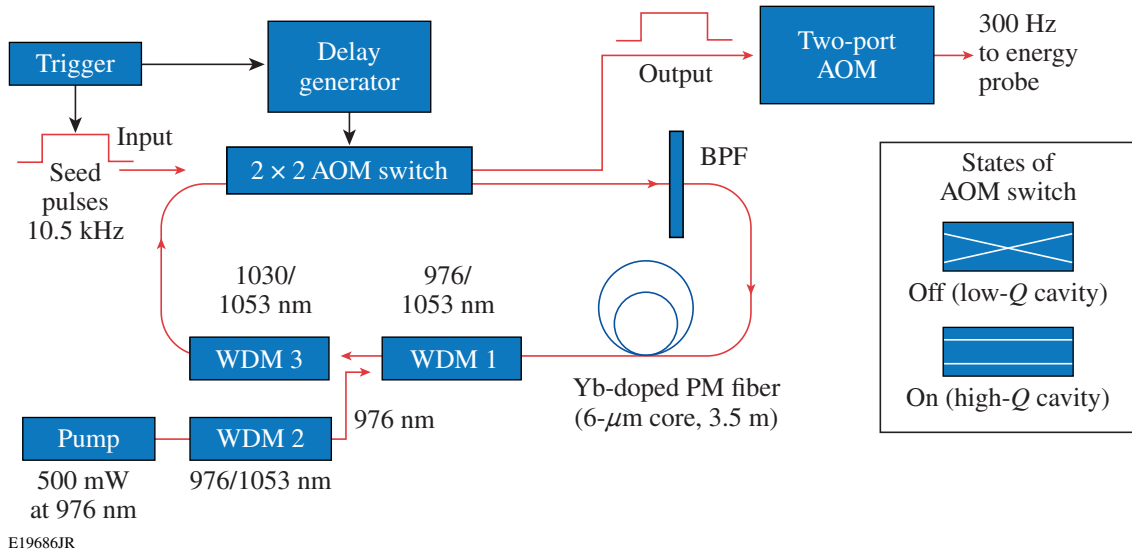 Trigger
Delay
generator
Output
Two-port
AOM
300 Hz
to energy
probe
Input
Seed
pulses
10.5 kHz
2 × 2 AOM switch
BPF
States of
AOM switch
Off (low-Q cavity)
On (high-Q cavity)
1030/
1053 nm
976/
1053 nm
WDM 3
WDM 1
Yb-doped PM fiber
(6-μm core, 3.5 m)
976 nm
Pump
WDM 2
500 mW
at 976 nm
976/1053 nm
E19686JR